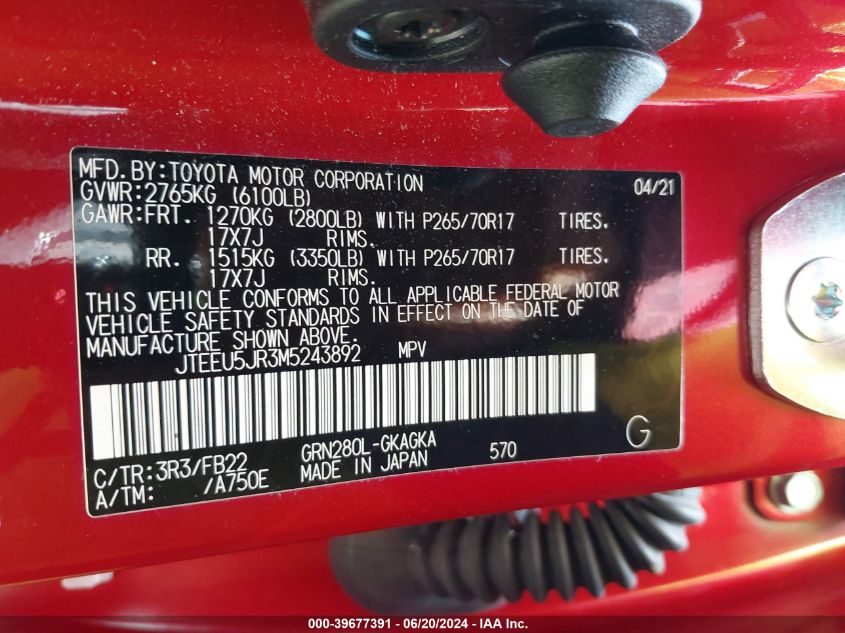 MFD.BY:TOYOTA MOTOR CORPORATION 04/21
GVWR:2765KG (6100LB)
GAWR:FRT. 1270KG (2800LB) WITH P265/70R17 TIRES.
17X7J RIMS.
RR. 1515KG (3350LB) WITH P265/70R17 TIRES.
17X7J RIMS.
THIS VEHICLE CONFORMS TO ALL APPLICABLE FEDERAL MOTOR
VEHICLE SAFETY STANDARDS IN EFFECT ON THE DATE OF
MANUFACTURE SHOWN ABOVE.
JTEEU5JR3M5243892 MPV
C/TR:3R3/FB22 GRN280L-GKAGKA 570 G
A/TM: /A750E MADE IN JAPAN
000-39677391 - 06/20/2024 - IAA Inc.